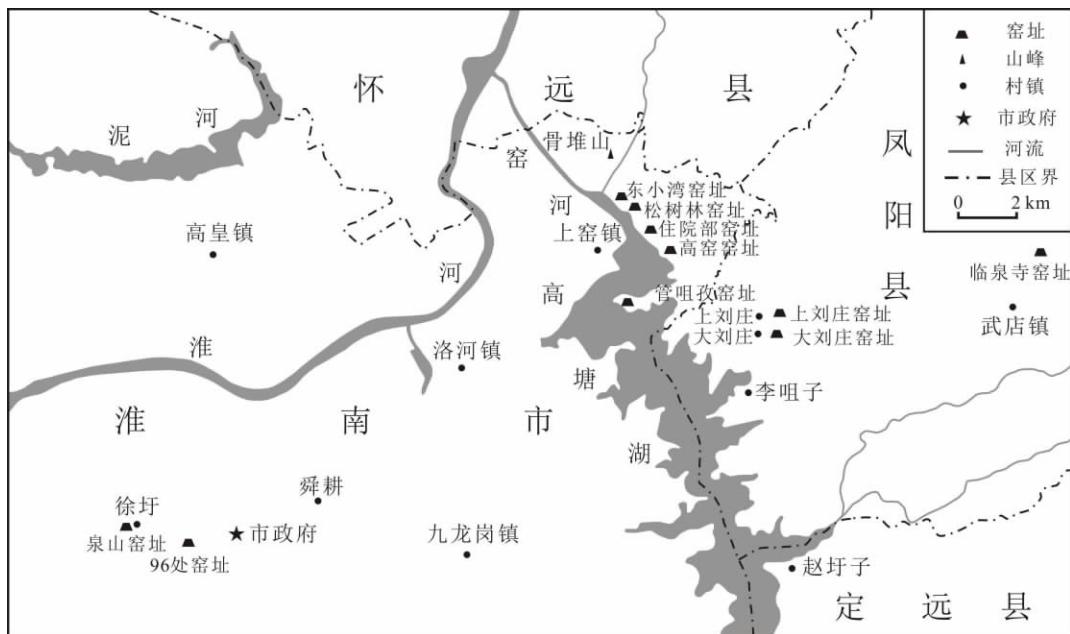 窑址
山峰
村镇
市政府
河流
县区界
0 2 km
怀远县
泥河
骨堆山
窑河
凤阳县
东小湾窑址
松树林窑址
住院部窑址
高窑窑址
高皇镇
上窑镇
临泉寺窑址
管咀孜窑址
上刘庄
上刘庄窑址
武店镇
大刘庄
大刘庄窑址
淮河
洛河镇
高塘湖
李咀子
淮南市
舜耕
徐圩
泉山窑址
96处窑址
市政府
九龙岗镇
赵圩子
定远县